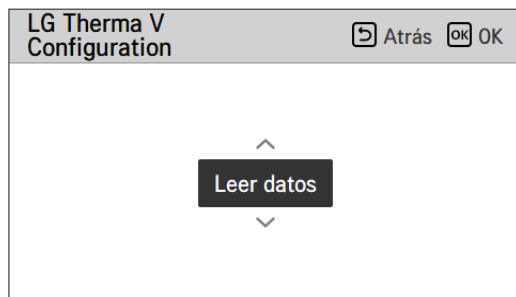 LG Therma V
Configuration
Atrás OK OK
Leer datos